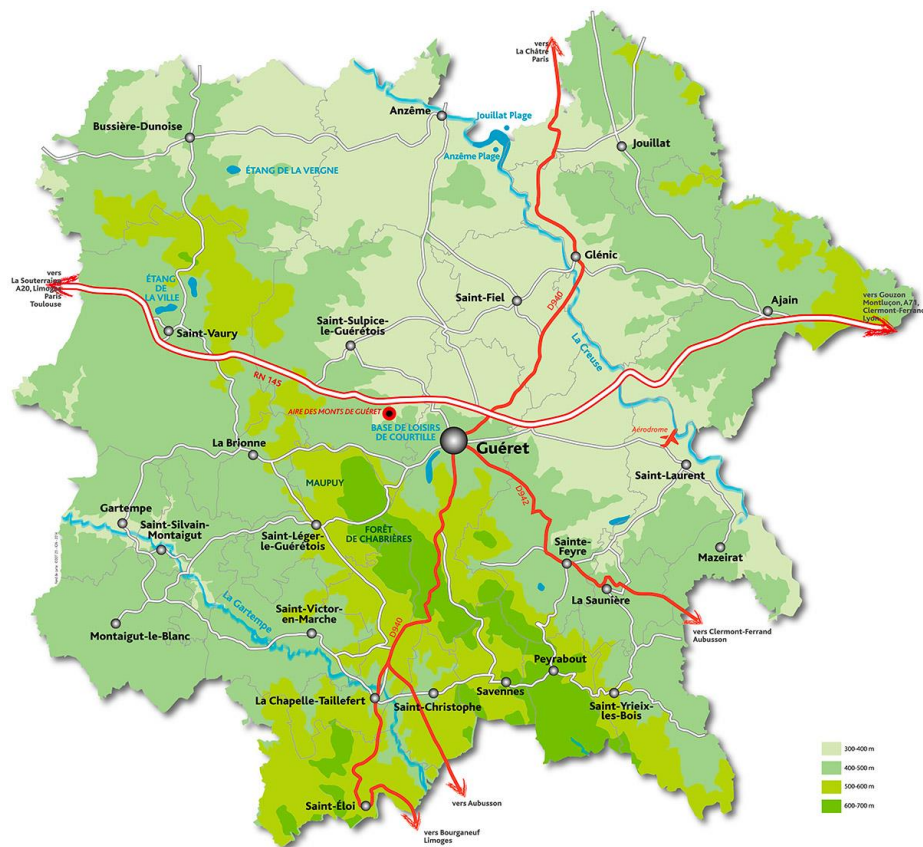 vers
La Châtre
Paris
Anzême
Jouillat Plage
Bussière-Dunoise
Jouillat
Anzême Plage
ÉTANG DE LA VERGNE
Glénic
vers
La Souterraine
A20, Limoges
Paris
Toulouse
ÉTANG
DE
LA VILLE
Saint-Fiel
D940
Ajain
vers Gouzon
Montluçon, A71,
Clermont-Ferrand
Lyon
Saint-Vaury
Saint-Sulpice-
le-Guérétois
La Creuse
RN 145
AIRE DES MONTS DE GUÉRET
BASE DE LOISIRS
DE COURTILLE
Aérodrome
La Brionne
Guéret
Saint-Laurent
MAUPUY
D942
Gartempe
Saint-Silvain-
Montaigut
Saint-Léger-
le-Guérétois
FORÊT
DE CHABRIÈRES
Sainte-
Feyre
Mazeirat
La Saunière
La Gartempe
Saint-Victor-
en-Marche
Montaigut-le-Blanc
D940
vers Clermont-Ferrand
Aubusson
Peyrabout
La Chapelle-Taillefert
Saint-Christophe
Savennes
Saint-Yrieix-
les-Bois
300-400 m
400-500 m
500-600 m
600-700 m
Saint-Éloi
vers Aubusson
vers Bourganeuf
Limoges